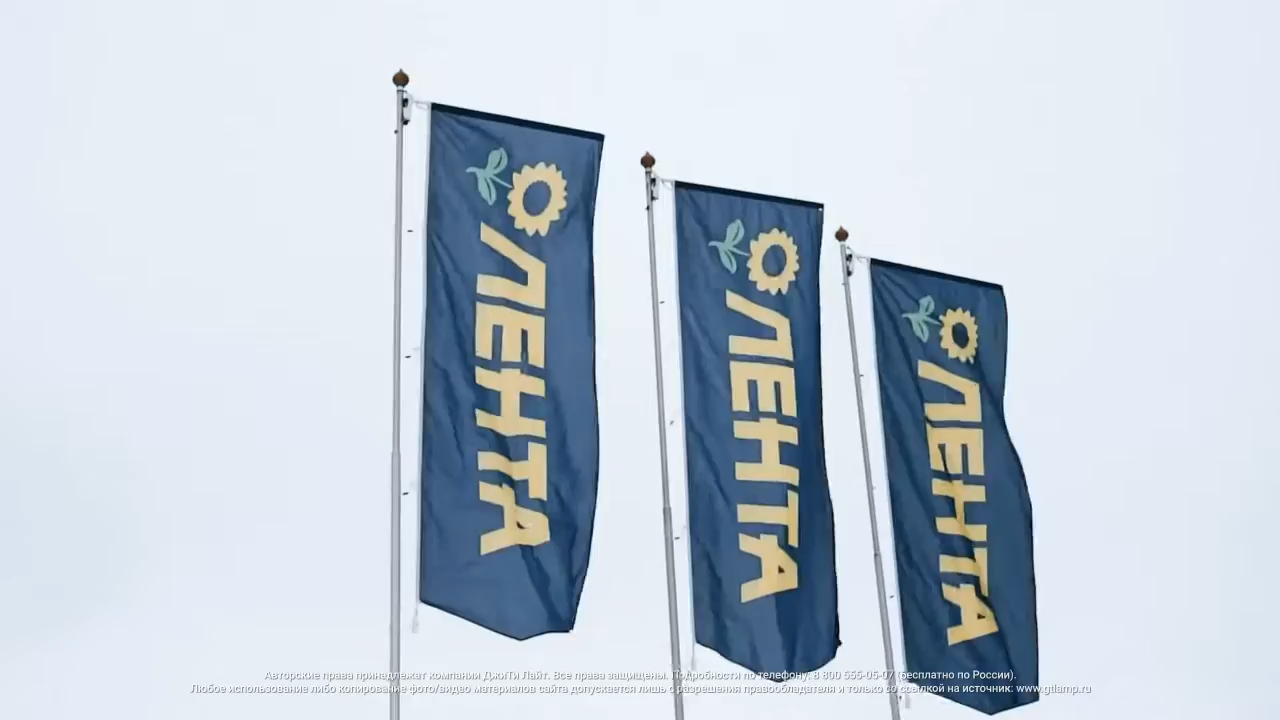 ЛЕНТА
ЛЕНТА
ЛЕНТА
Авторские права принадлежат компании ДжиТи Лайт. Все права защищены. Подробности по телефону: 8 800 555-05-07 (бесплатно по России).
Любое использование либо копирование фото/видео материалов сайта допускается лишь с разрешения правообладателя и только со ссылкой на источник: www.gtlamp.ru